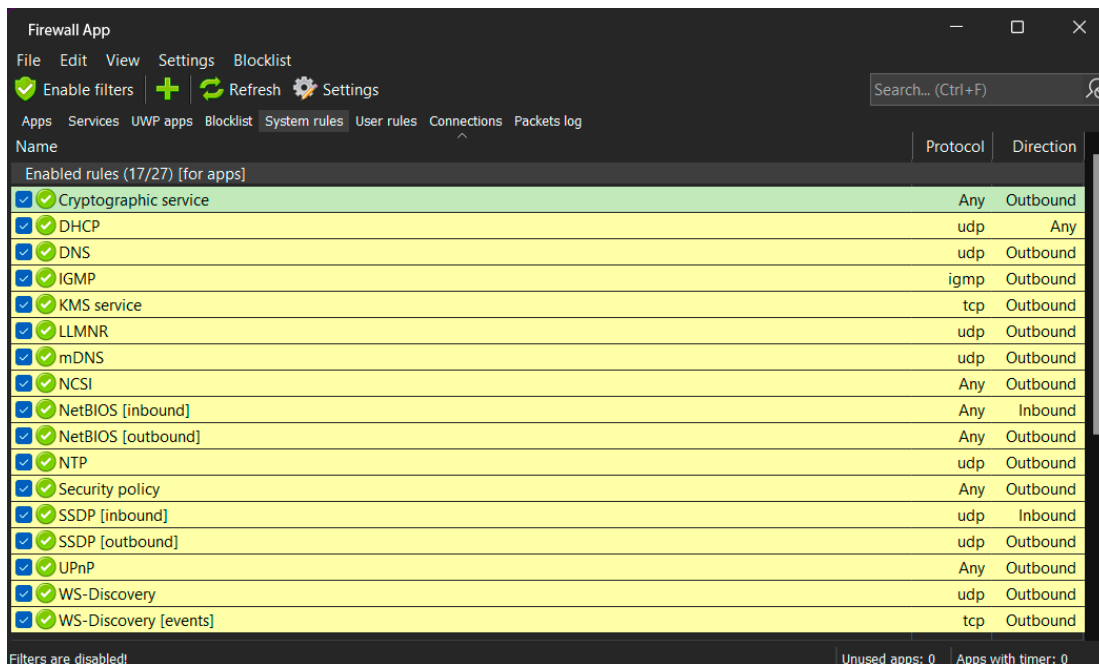 Firewall App
File Edit View Settings Blocklist
Enable filters Refresh Settings Search... (Ctrl+F)
Apps Services UWP apps Blocklist System rules User rules Connections Packets log
Name Protocol Direction
Enabled rules (17/27) [for apps]
Cryptographic service Any Outbound
DHCP udp Any
DNS udp Outbound
IGMP igmp Outbound
KMS service tcp Outbound
LLMNR udp Outbound
mDNS udp Outbound
NCSI Any Outbound
NetBIOS [inbound] Any Inbound
NetBIOS [outbound] Any Outbound
NTP udp Outbound
Security policy Any Outbound
SSDP [inbound] udp Inbound
SSDP [outbound] udp Outbound
UPnP Any Outbound
WS-Discovery udp Outbound
WS-Discovery [events] tcp Outbound
Filters are disabled! Unused apps: 0 Apps with timer: 0